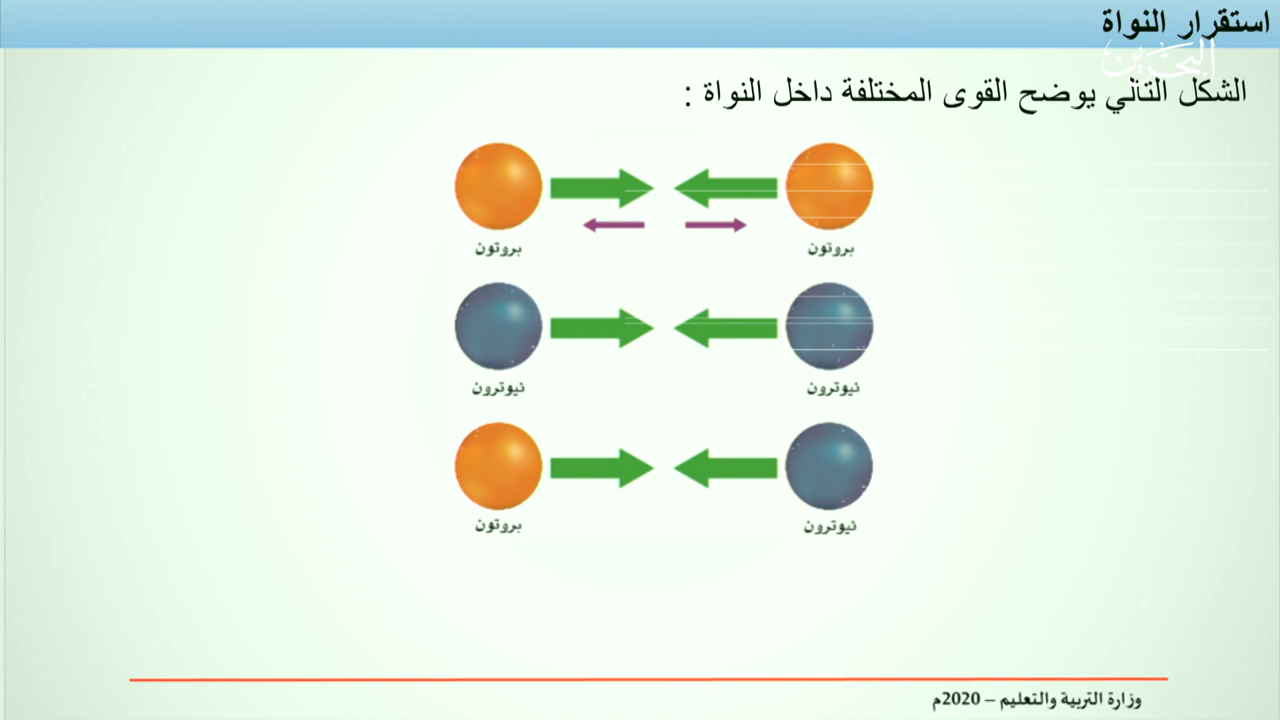 استقرار النواة
البحرين
الشكل التالي يوضح القوى المختلفة داخل النواة :
بروتون بروتون
نيوترون نيوترون
نيوترون بروتون
وزارة التربية والتعليم – 2020م